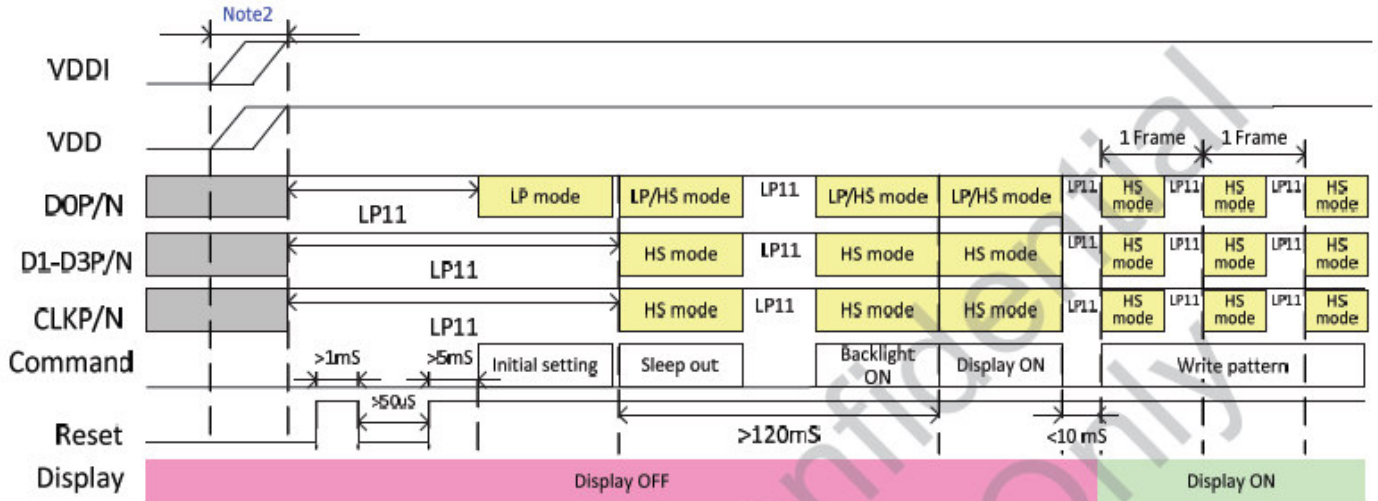 Note2
VDDI
VDD
1 Frame 1 Frame
D0P/N LP11 LP mode LP/HS mode LP11 LP/HS mode LP/HS mode LP11 HS mode LP11 HS mode LP11 HS mode
D1-D3P/N LP11 HS mode LP11 HS mode HS mode LP11 HS mode LP11 HS mode LP11 HS mode
CLKP/N LP11 HS mode LP11 HS mode HS mode LP11 HS mode LP11 HS mode LP11 HS mode
Command >1mS >5mS Initial setting Sleep out Backlight ON Display ON Write pattern
Reset >50uS >120mS <10 mS
Display Display OFF Display ON
nfidential
Only